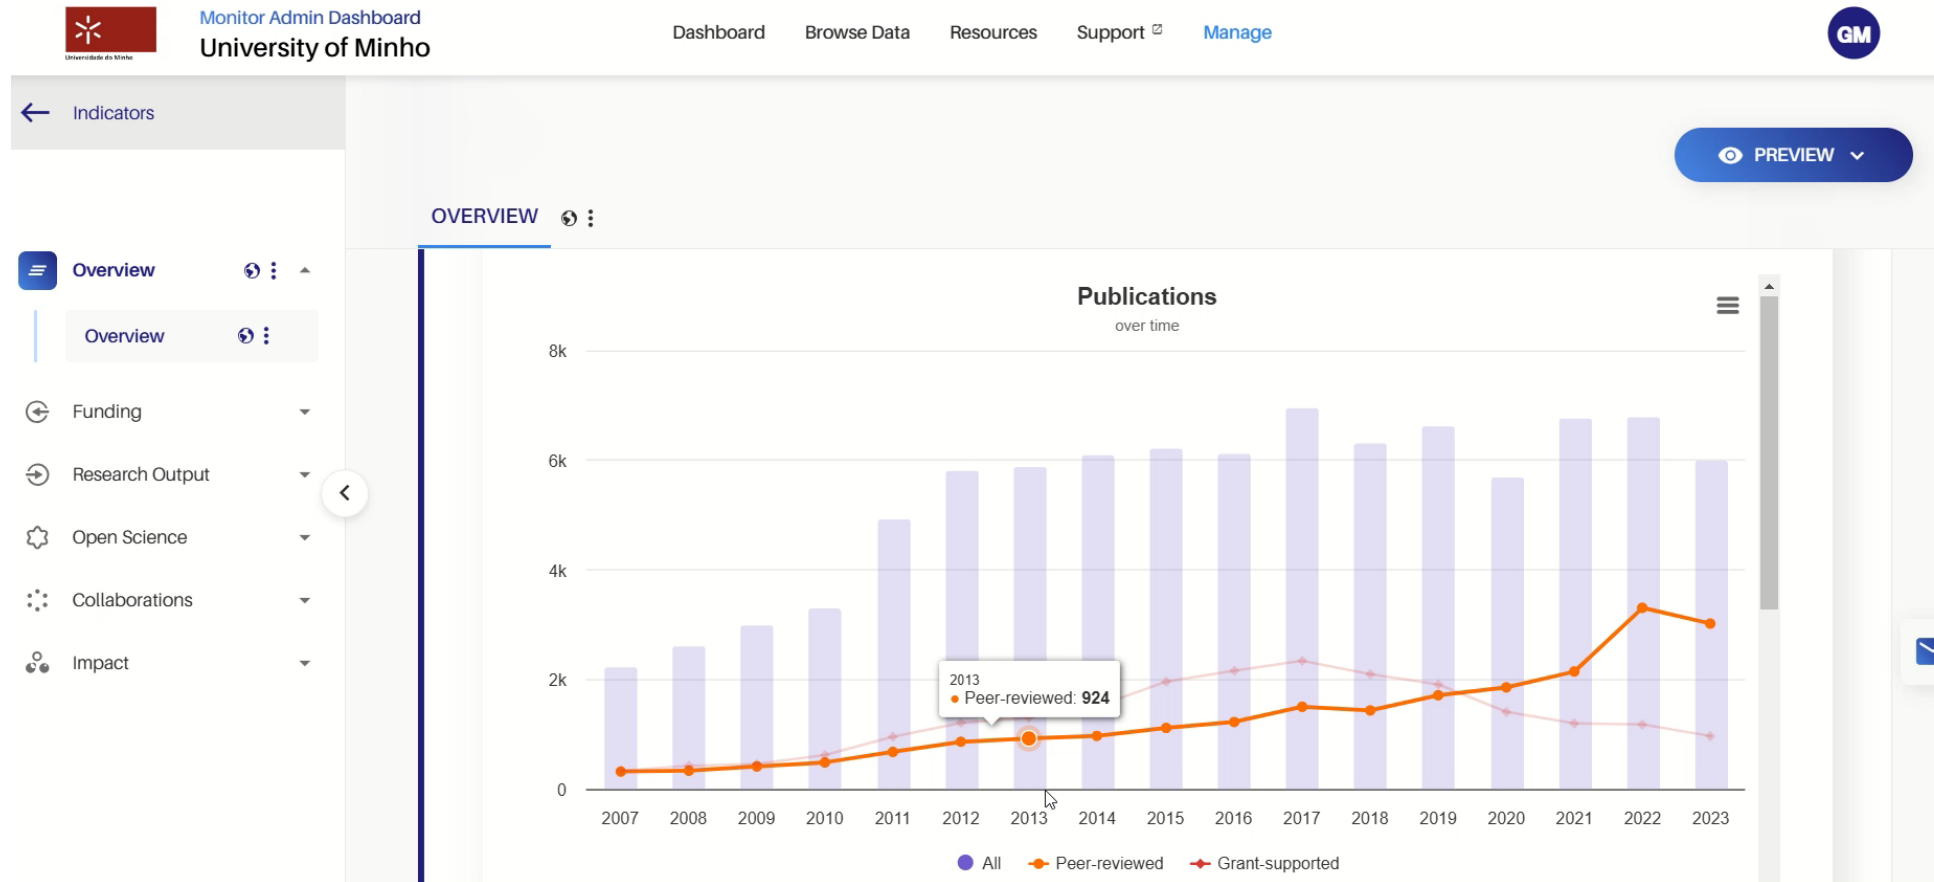 Universidade do Minho
Monitor Admin Dashboard
University of Minho
Dashboard
Browse Data
Resources
Support
Manage
GM
Indicators
PREVIEW
OVERVIEW
Overview
Overview
Funding
Research Output
Open Science
Collaborations
Impact
Publications
over time
8k
6k
4k
2k
0
2013
Peer-reviewed: 924
2007 2008 2009 2010 2011 2012 2013 2014 2015 2016 2017 2018 2019 2020 2021 2022 2023
All Peer-reviewed Grant-supported